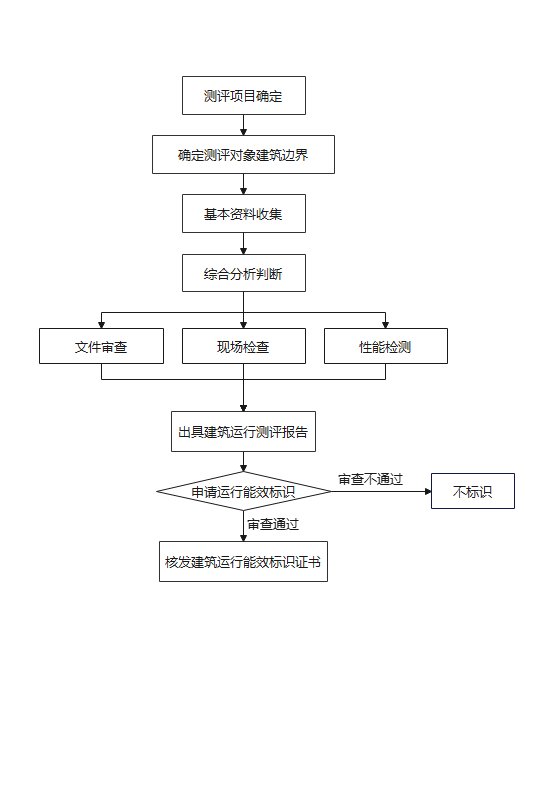 测评项目确定
确定测评对象建筑边界
基本资料收集
综合分析判断
文件审查
现场检查
性能检测
出具建筑运行测评报告
申请运行能效标识
审查不通过
不标识
审查通过
核发建筑运行能效标识证书